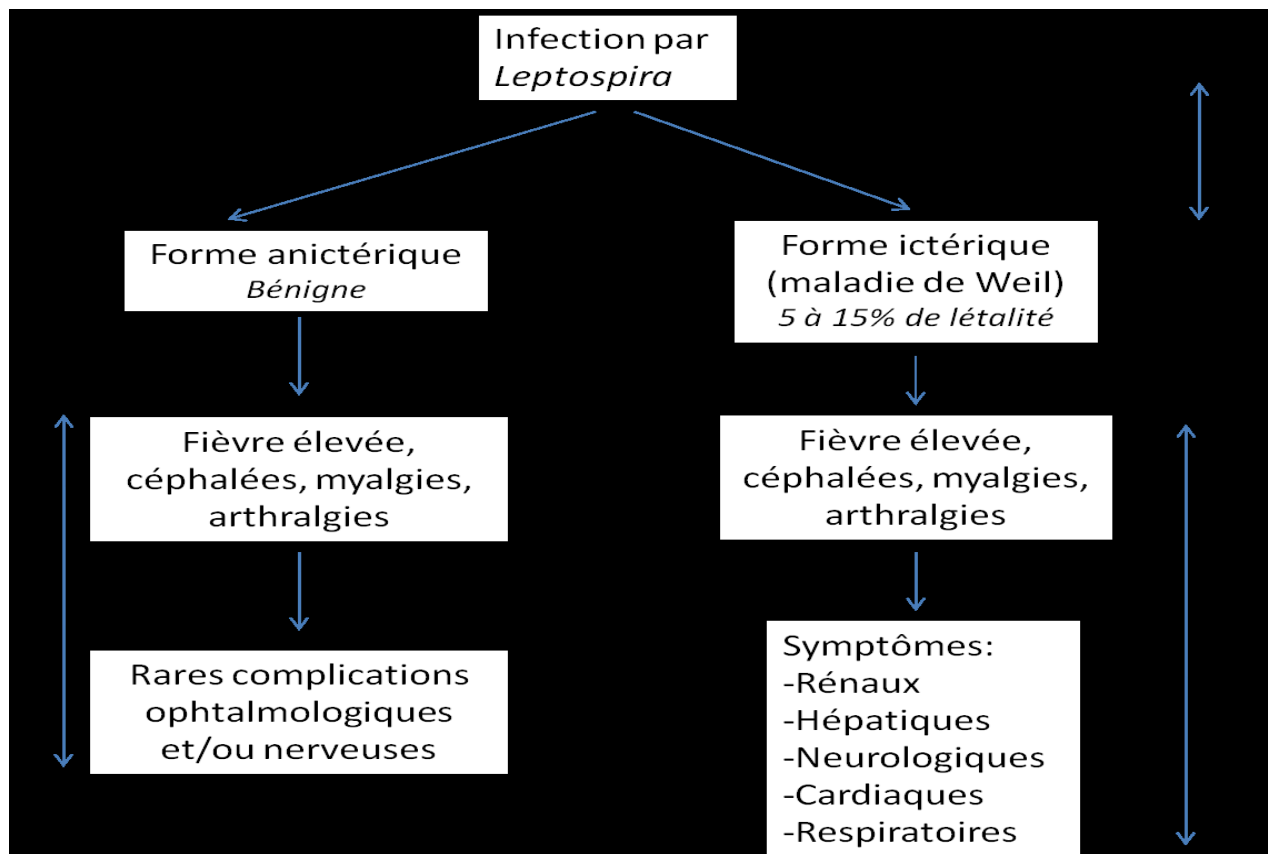 Infection par
Leptospira
Forme anictérique
Bénigne
Forme ictérique
(maladie de Weil)
5 à 15% de létalité
Fièvre élevée,
céphalées, myalgies,
arthralgies
Fièvre élevée,
céphalées, myalgies,
arthralgies
Rares complications
ophtalmologiques
et/ou nerveuses
Symptômes:
-Rénaux
-Hépatiques
-Neurologiques
-Cardiaques
-Respiratoires